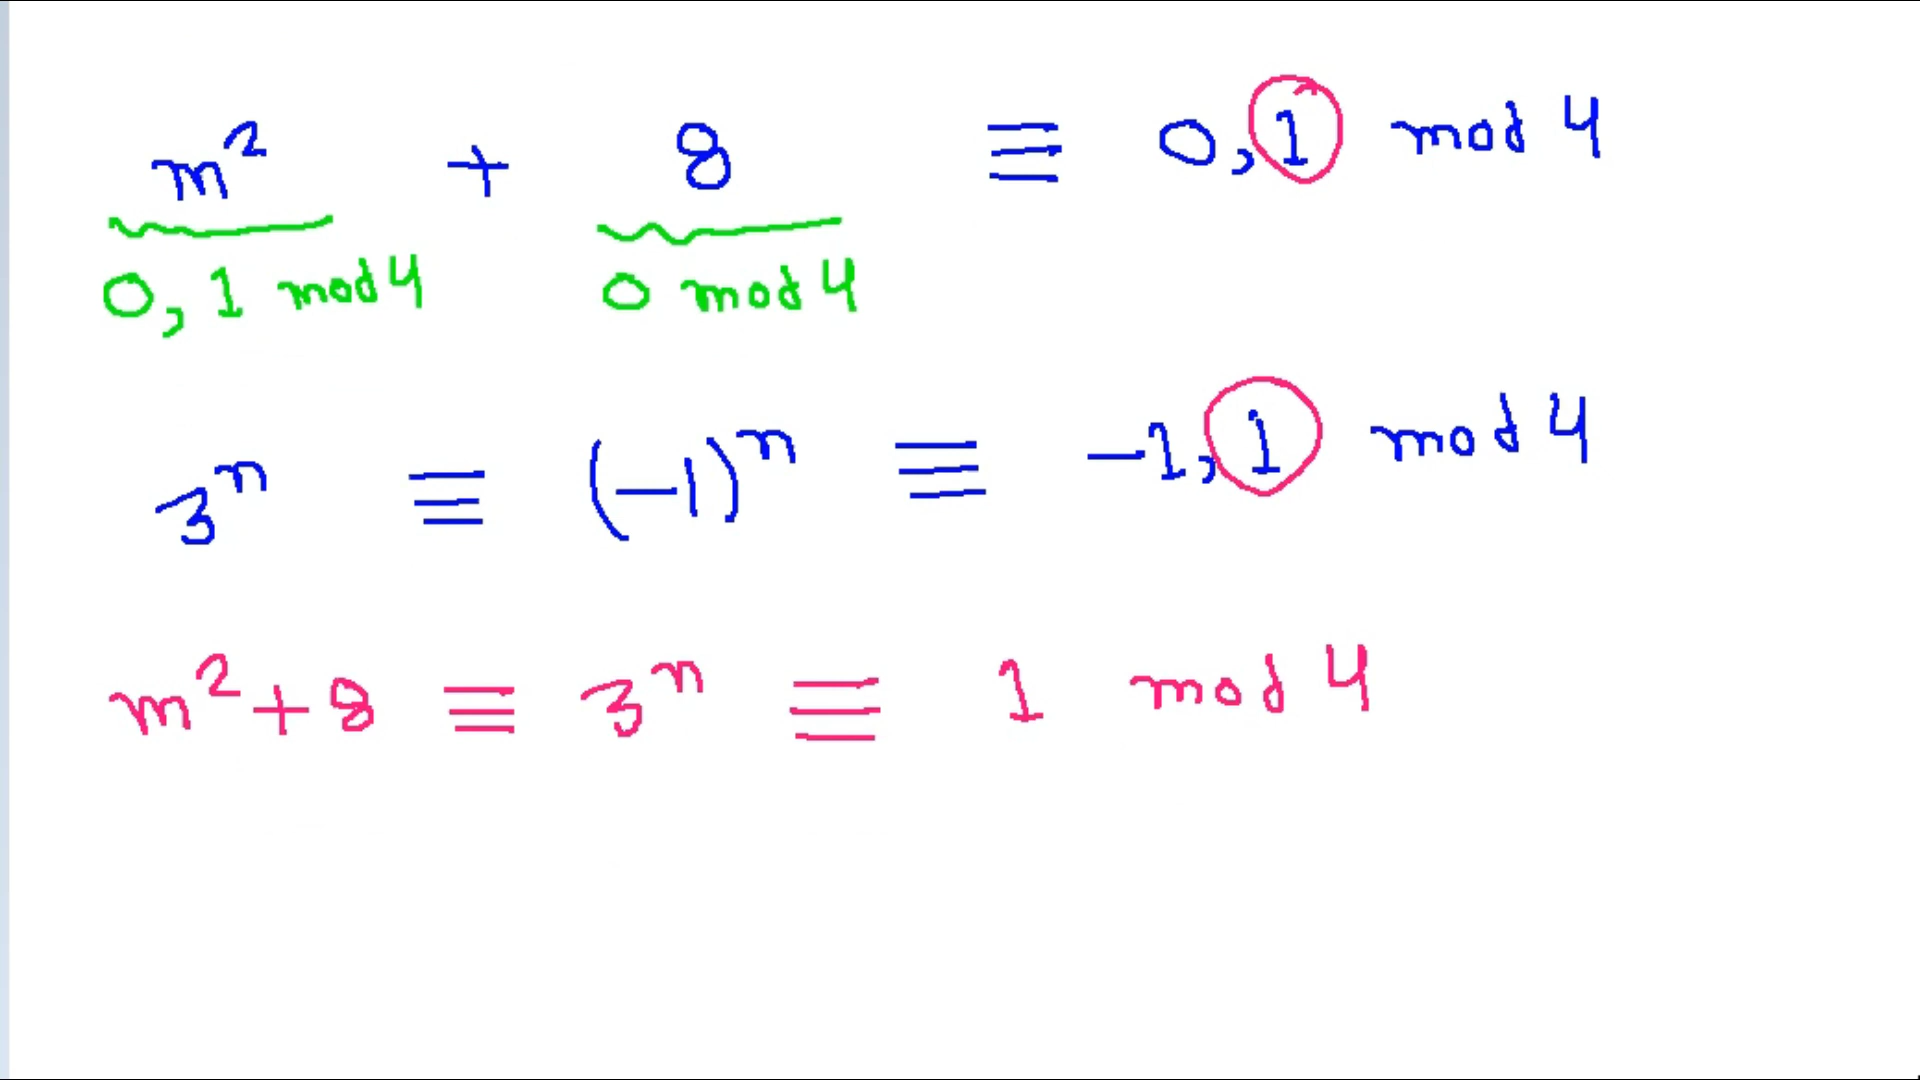 m² + 8 ≡ 0, 1 mod 4
0, 1 mod 4 0 mod 4
3ⁿ ≡ (-1)ⁿ ≡ -1, 1 mod 4
m² + 8 ≡ 3ⁿ ≡ 1 mod 4